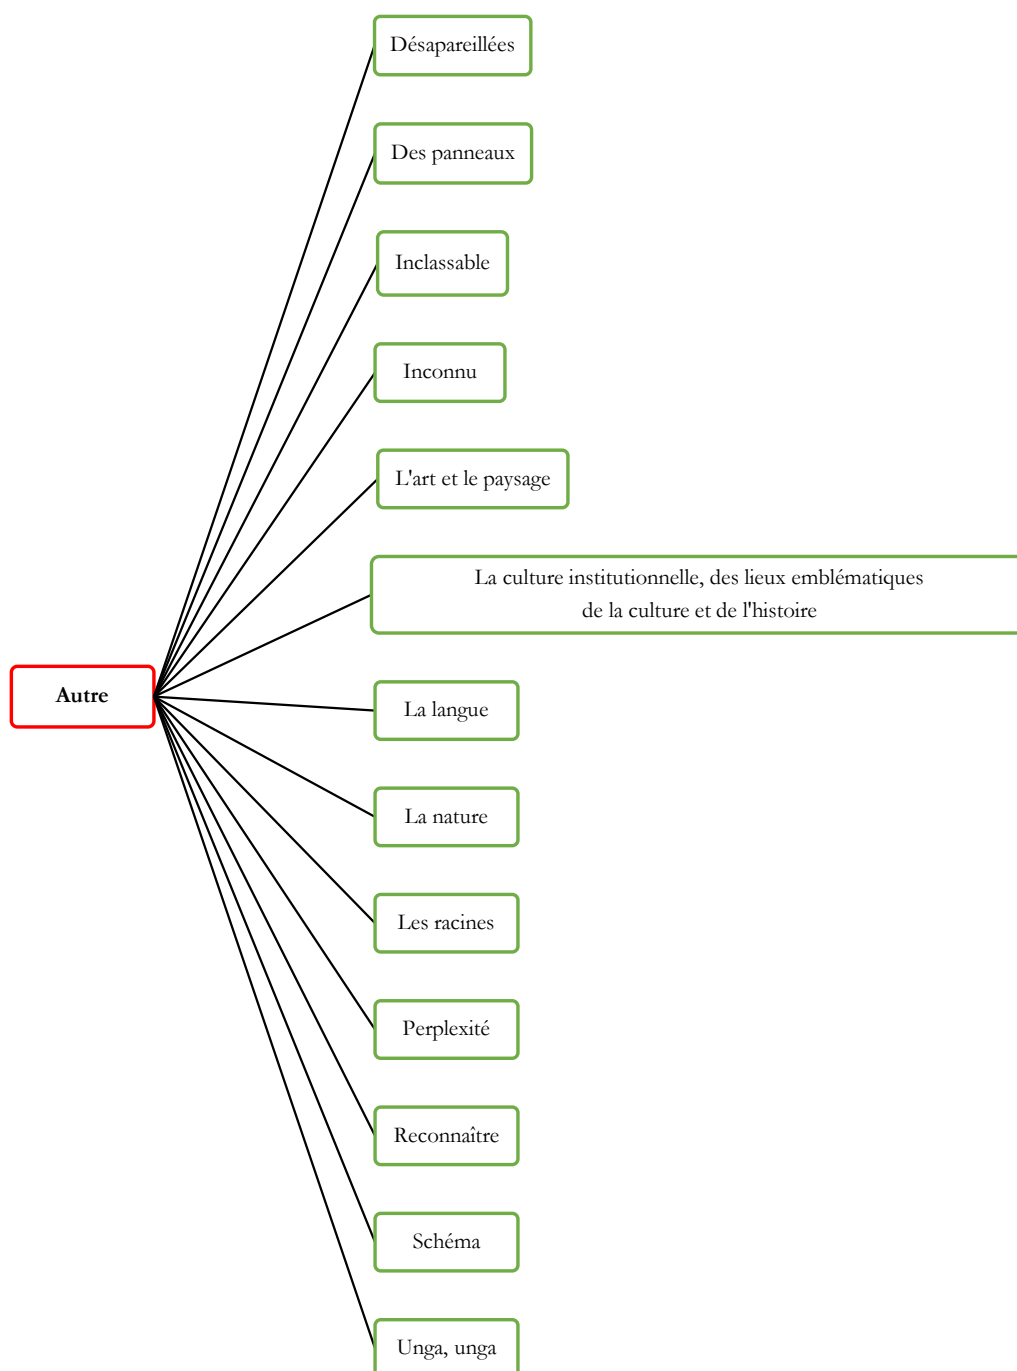 Désapareillées
Des panneaux
Inclassable
Inconnu
L'art et le paysage
La culture institutionnelle, des lieux emblématiques
de la culture et de l'histoire
Autre
La langue
La nature
Les racines
Perplexité
Reconnaître
Schéma
Unga, unga